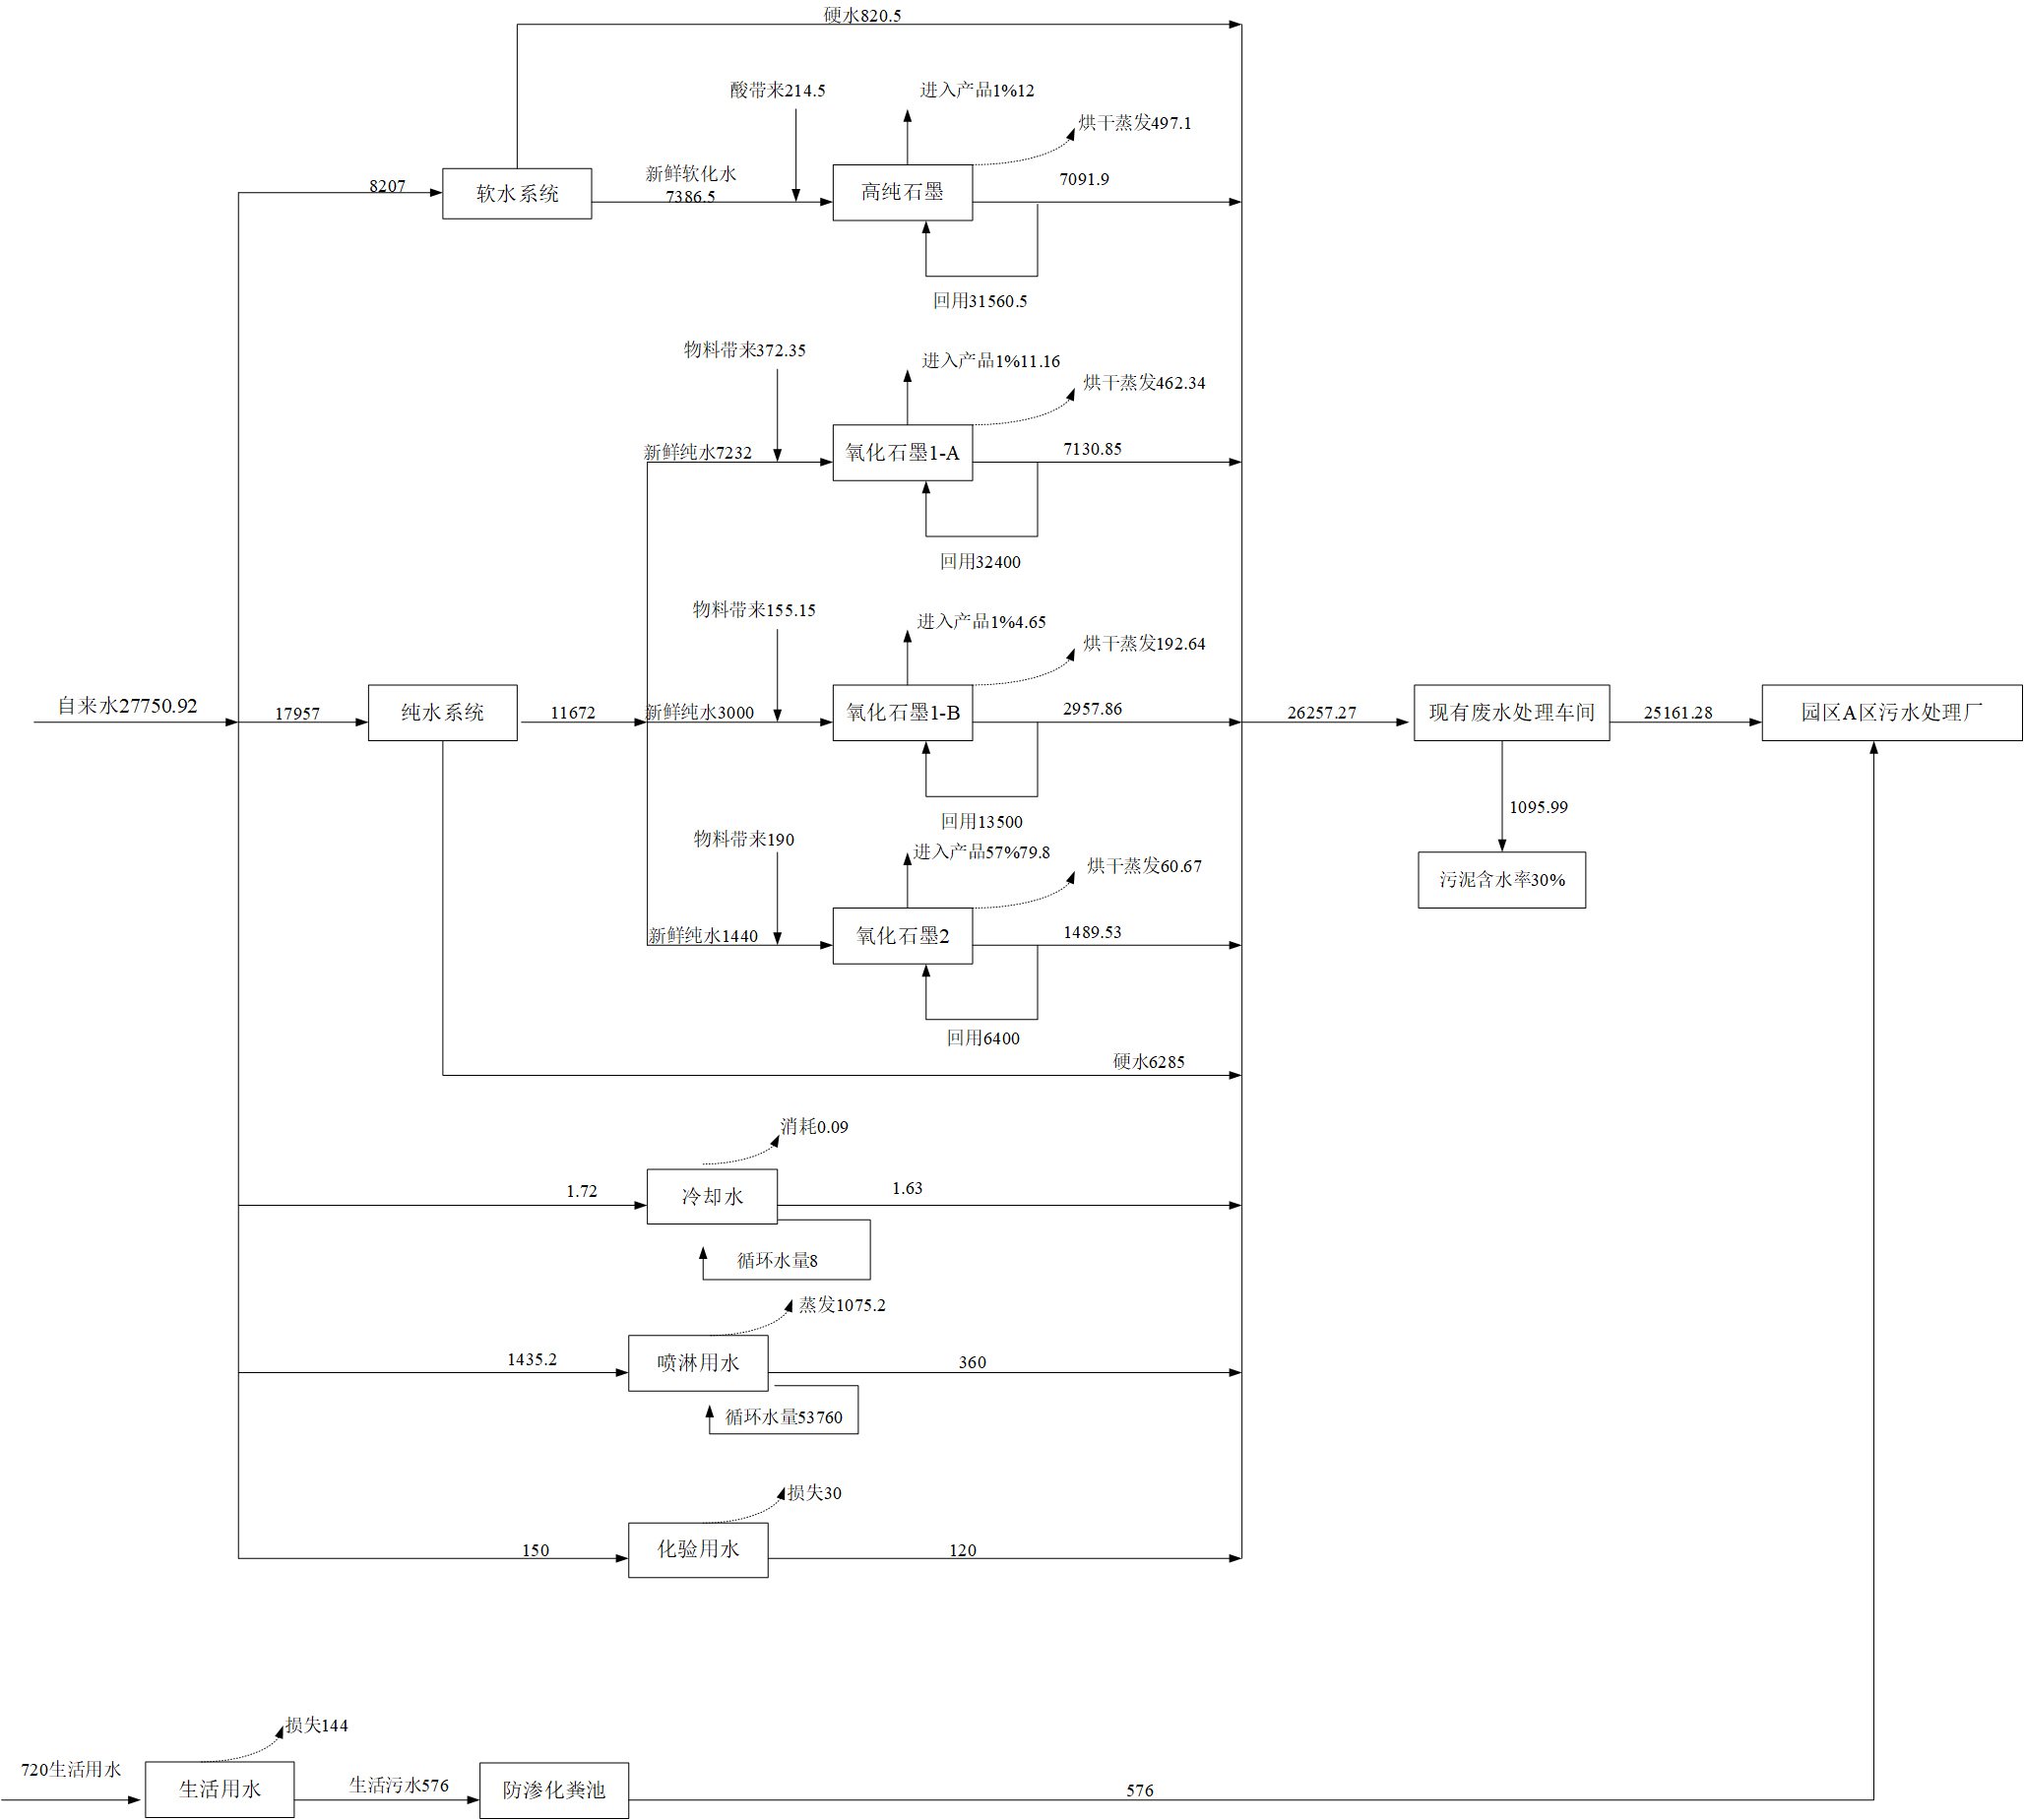 硬水820.5
酸带来214.5
进入产品1%12
烘干蒸发497.1
8207
软水系统
新鲜软化水
7386.5
高纯石墨
7091.9
回用31560.5
物料带来372.35
进入产品1%11.16
烘干蒸发462.34
新鲜纯水7232
氧化石墨1-A
7130.85
回用32400
物料带来155.15
进入产品1%4.65
烘干蒸发192.64
自来水27750.92
17957
纯水系统
11672
新鲜纯水3000
氧化石墨1-B
2957.86
26257.27
现有废水处理车间
25161.28
园区A区污水处理厂
回用13500
1095.99
污泥含水率30%
物料带来190
进入产品57%79.8
烘干蒸发60.67
新鲜纯水1440
氧化石墨2
1489.53
回用6400
硬水6285
消耗0.09
1.72
冷却水
1.63
循环水量8
蒸发1075.2
1435.2
喷淋用水
360
循环水量53760
损失30
150
化验用水
120
损失144
720生活用水
生活用水
生活污水576
防渗化粪池
576